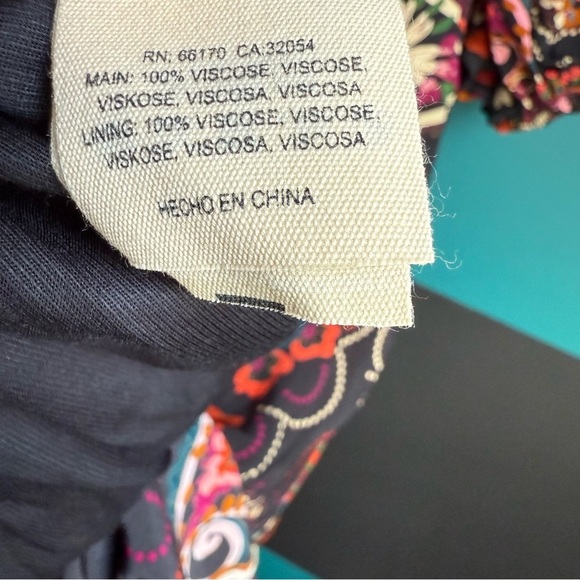 RN: 66170 CA:32054
MAIN: 100% VISCOSE, VISCOSE,
VISKOSE, VISCOSA, VISCOSA
LINING: 100% VISCOSE, VISCOSE,
VISKOSE, VISCOSA, VISCOSA
HECHO EN CHINA